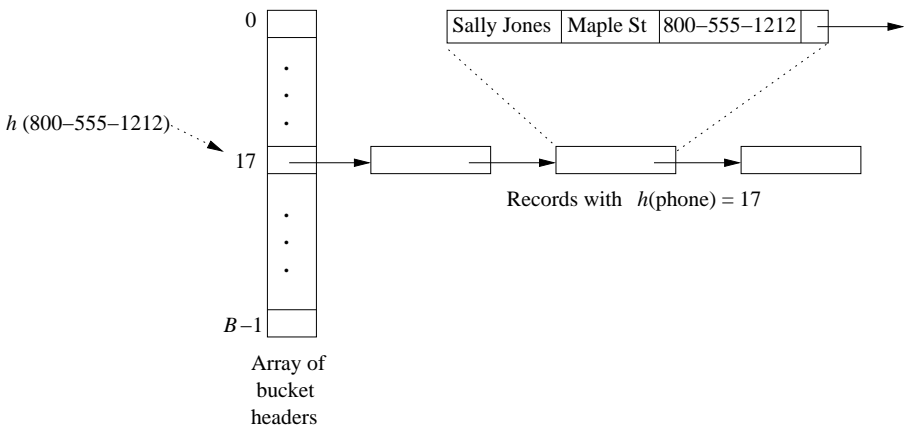 0
Sally Jones Maple St 800–555–1212
h (800–555–1212)
17
Records with h(phone) = 17
B–1
Array of
bucket
headers